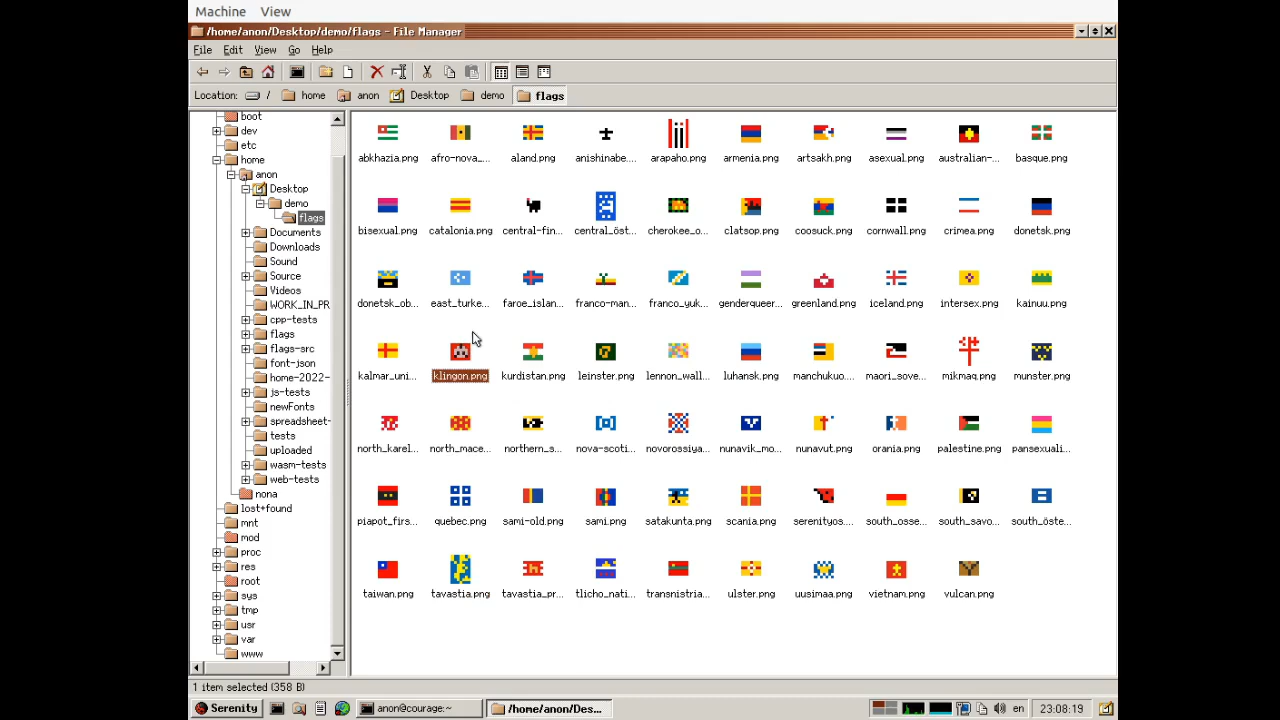 Machine View
/home/anon/Desktop/demo/flags - File Manager
File Edit View Go Help
Location: / home anon Desktop demo flags
boot
dev
etc
home
anon
Desktop
demo
flags
Documents
Downloads
Sound
Source
Videos
WORK_IN_PR
cpp-tests
flags
flags-src
font-json
home-2022-
js-tests
newFonts
spreadsheet-
tests
uploaded
wasm-tests
web-tests
nona
lost+found
mnt
mod
proc
res
root
sys
tmp
usr
var
www
abkhazia.png afro-nova_... aland.png anishinabe.... arapaho.png armenia.png artsakh.png asexual.png australian-... basque.png
bisexual.png catalonia.png central-fin... central_öst... cherokee_o... clatsop.png coosuck.png cornwall.png crimea.png donetsk.png
donetsk_ob... east_turke... faroe_islan... franco-man... franco_yuk... genderqueer... greenland.png iceland.png intersex.png kainuu.png
kalmar_uni... klingon.png kurdistan.png leinster.png lennon_wall... luhansk.png manchukuo.... maori_sove... mikmaq.png munster.png
north_karel... north_mace... northern_s... nova-scoti... novorossiya... nunavik_mo... nunavut.png orania.png palestine.png pansexuali...
piapot_firs... quebec.png sami-old.png sami.png satakunta.png scania.png serenityos.... south_osse... south_savo... south_öste...
taiwan.png tavastia.png tavastia_pr... tlicho_nati... transnistria... ulster.png uusimaa.png vietnam.png vulcan.png
1 item selected (358 B)
Serenity anon@courage:~ /home/anon/Des... en 23:08:19